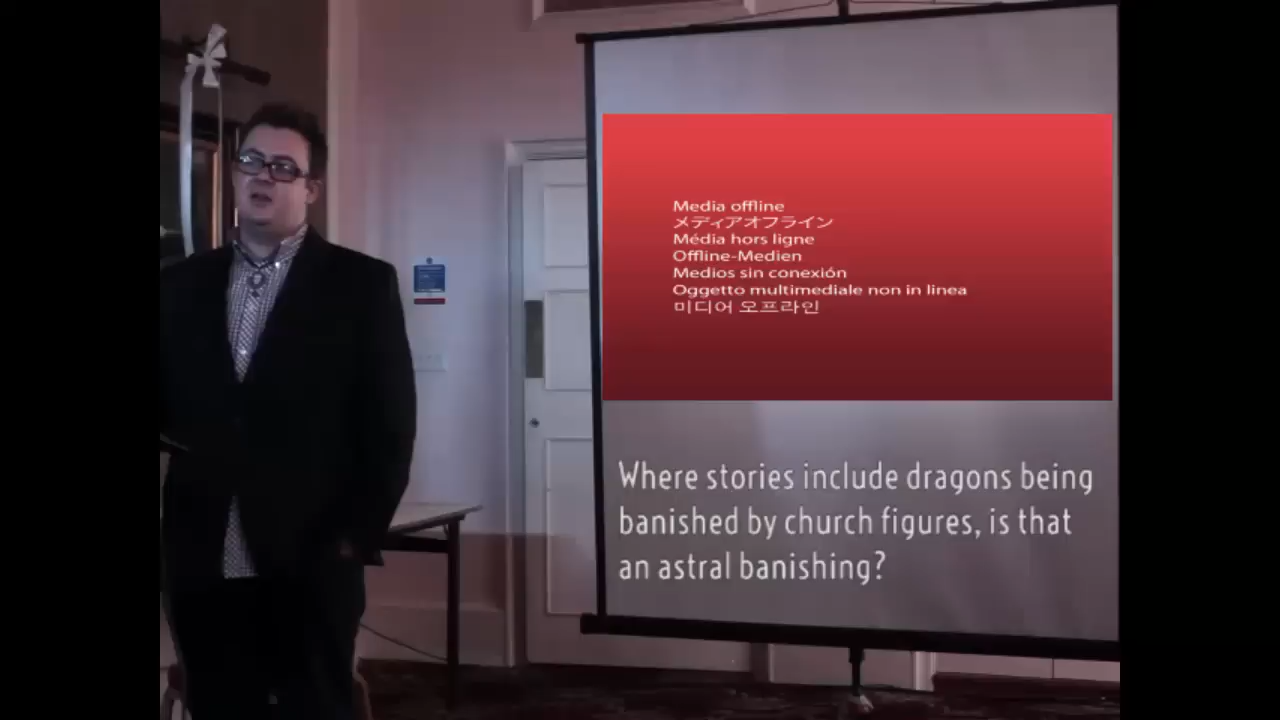 Media offline
メディアオフライン
Média hors ligne
Offline-Medien
Medios sin conexión
Oggetto multimediale non in linea
미디어 오프라인
Where stories include dragons being
banished by church figures, is that
an astral banishing?